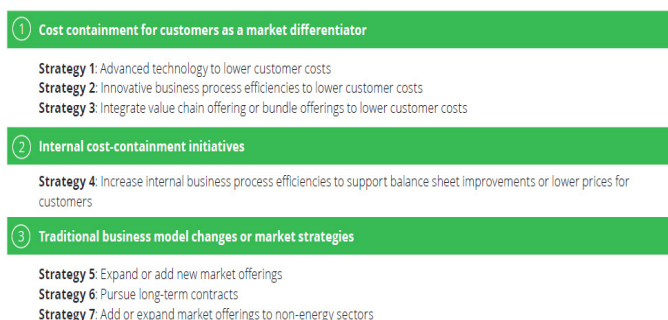 1 Cost containment for customers as a market differentiator
Strategy 1: Advanced technology to lower customer costs
Strategy 2: Innovative business process efficiencies to lower customer costs
Strategy 3: Integrate value chain offering or bundle offerings to lower customer costs
2 Internal cost-containment initiatives
Strategy 4: Increase internal business process efficiencies to support balance sheet improvements or lower prices for
customers
3 Traditional business model changes or market strategies
Strategy 5: Expand or add new market offerings
Strategy 6: Pursue long-term contracts
Strategy 7: Add or expand market offerings to non-energy sectors